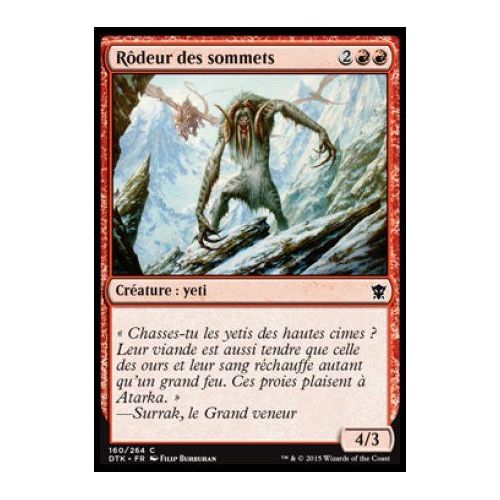 Rôdeur des sommets 2
Créature : yeti
« Chasses-tu les yetis des hautes cimes ?
Leur viande est aussi tendre que celle
des ours et leur sang réchauffe autant
qu'un grand feu. Ces proies plaisent à
Atarka. »
—Surrak, le Grand veneur
4/3
160/264 C
DTK • FR Filip Burburan
™ & © 2015 Wizards of the Coast